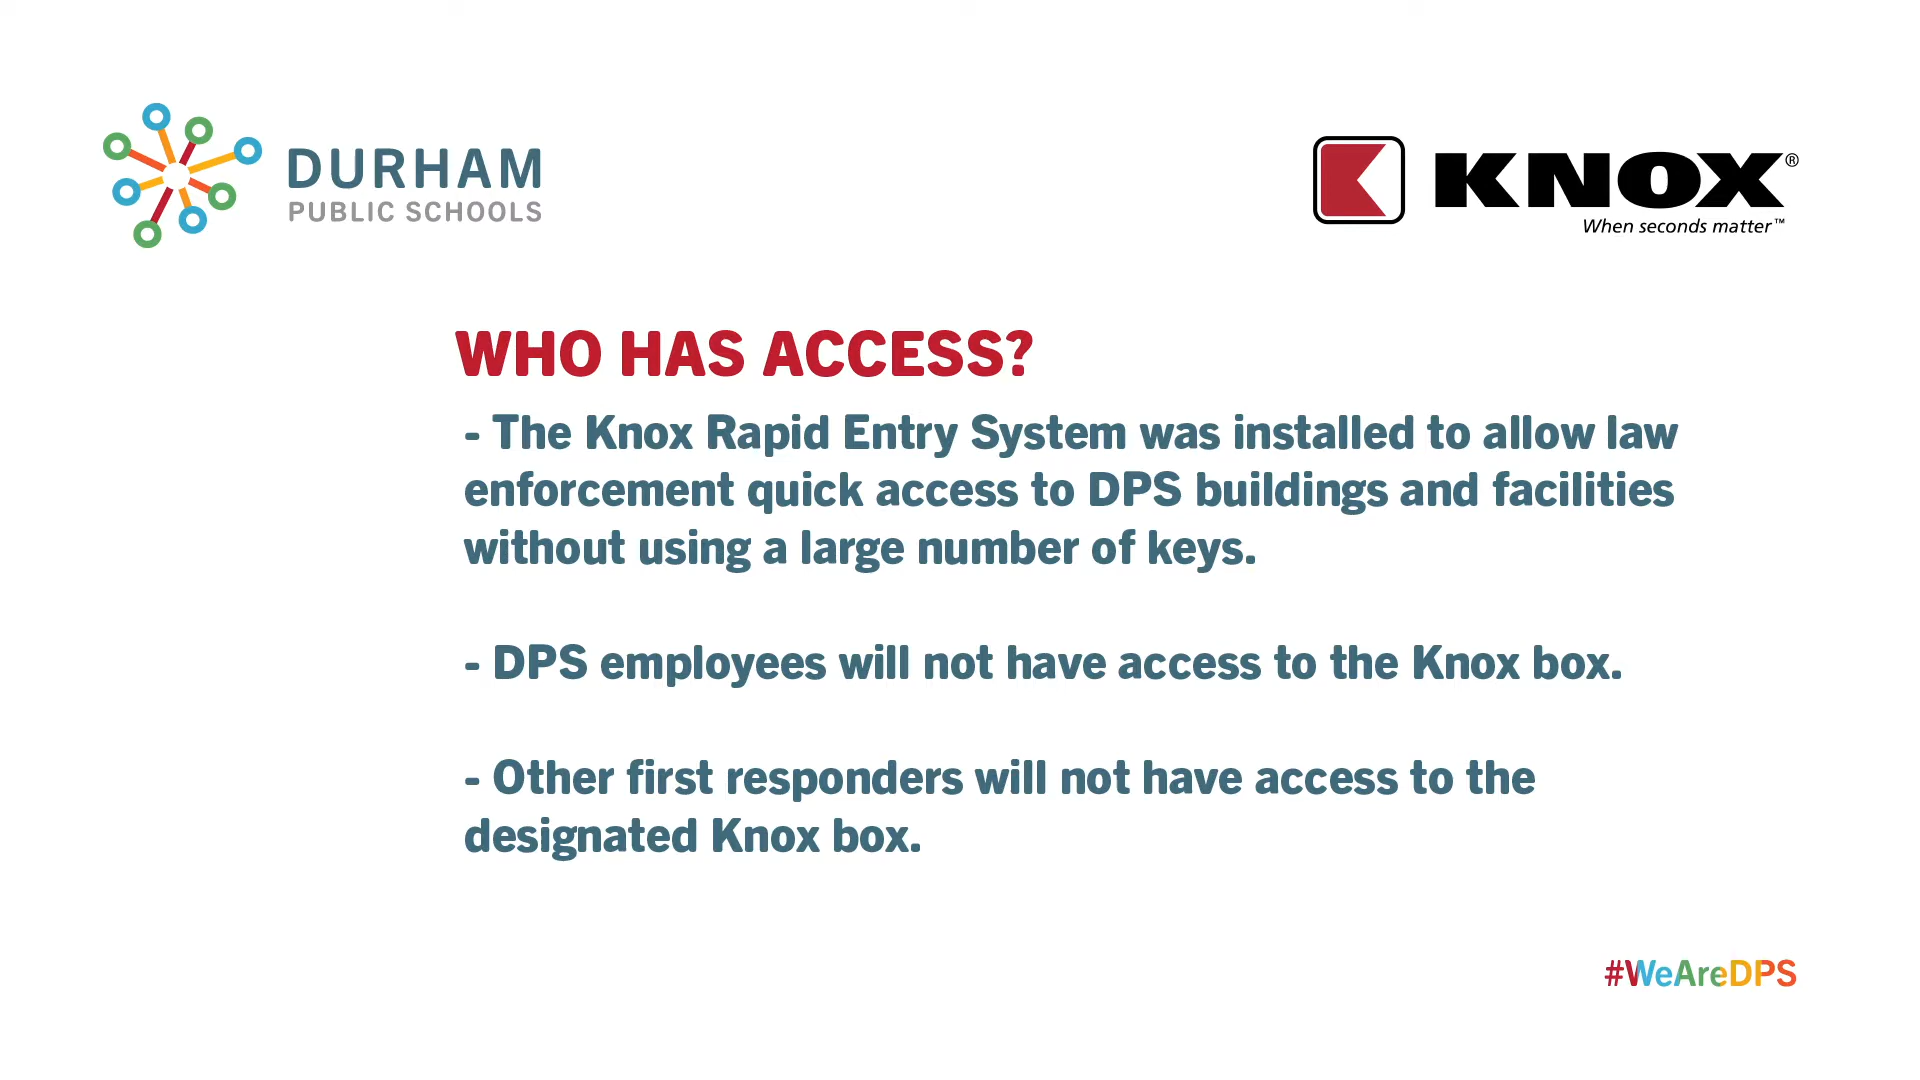 DURHAM
PUBLIC SCHOOLS
KNOX®
When seconds matter™
WHO HAS ACCESS?
- The Knox Rapid Entry System was installed to allow law
enforcement quick access to DPS buildings and facilities
without using a large number of keys.
- DPS employees will not have access to the Knox box.
- Other first responders will not have access to the
designated Knox box.
#WeAreDPS